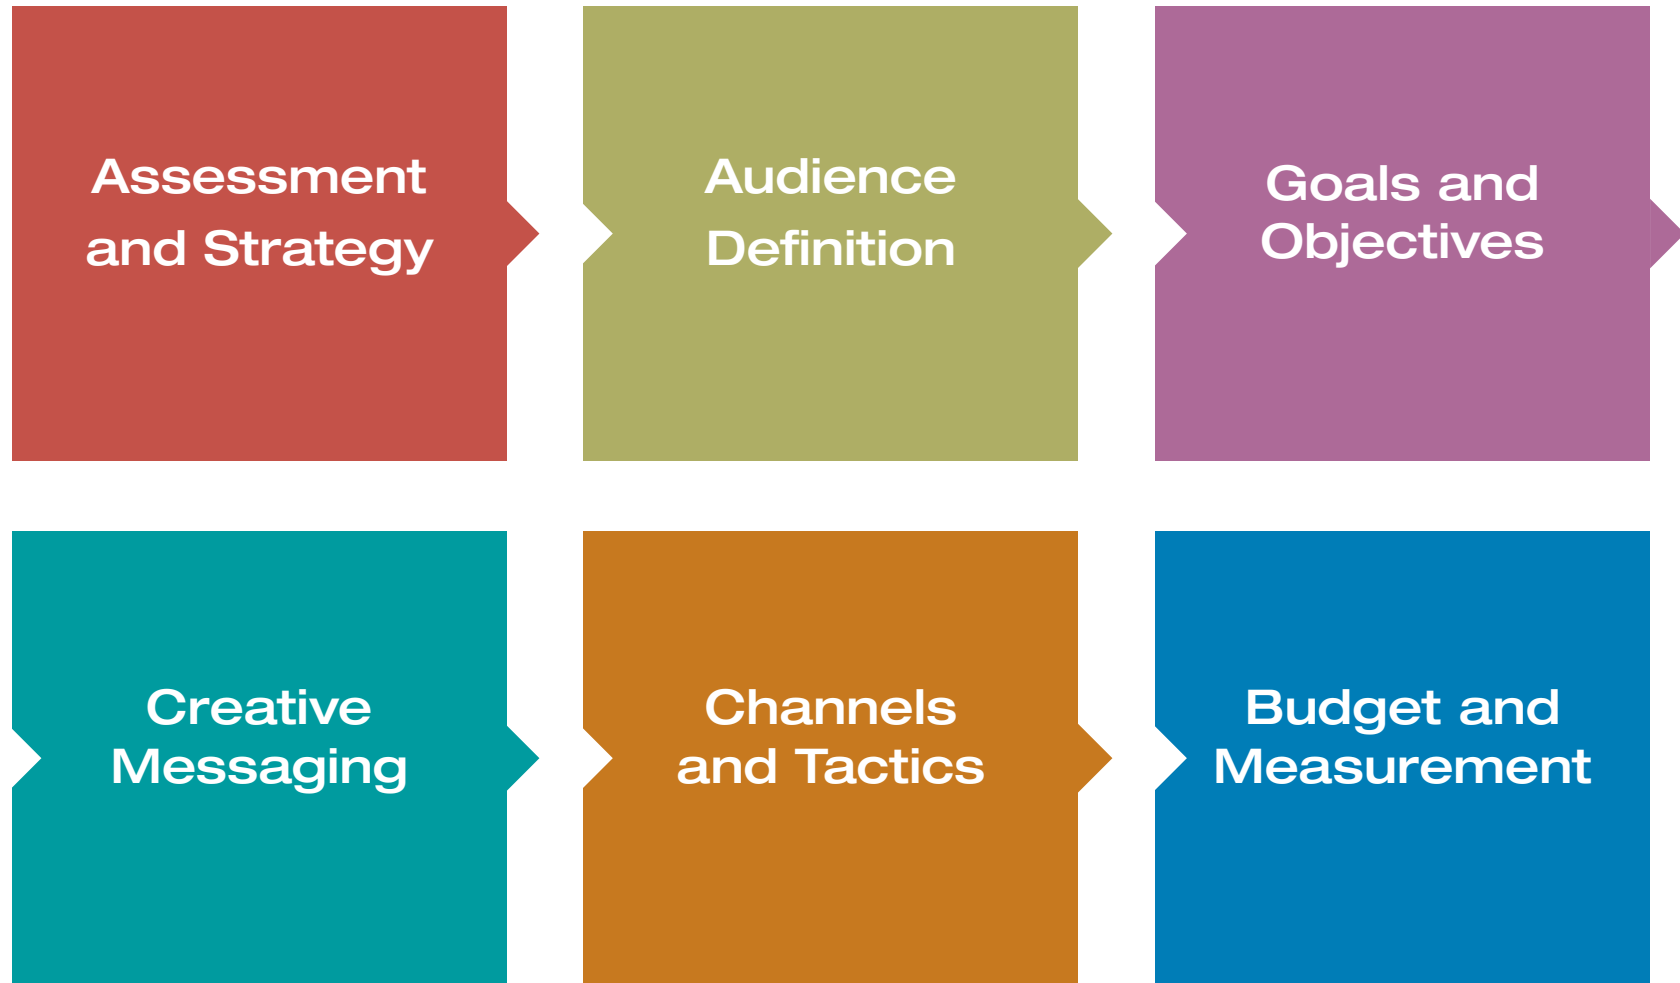 Assessment
and Strategy
Audience
Definition
Goals and
Objectives
Creative
Messaging
Channels
and Tactics
Budget and
Measurement